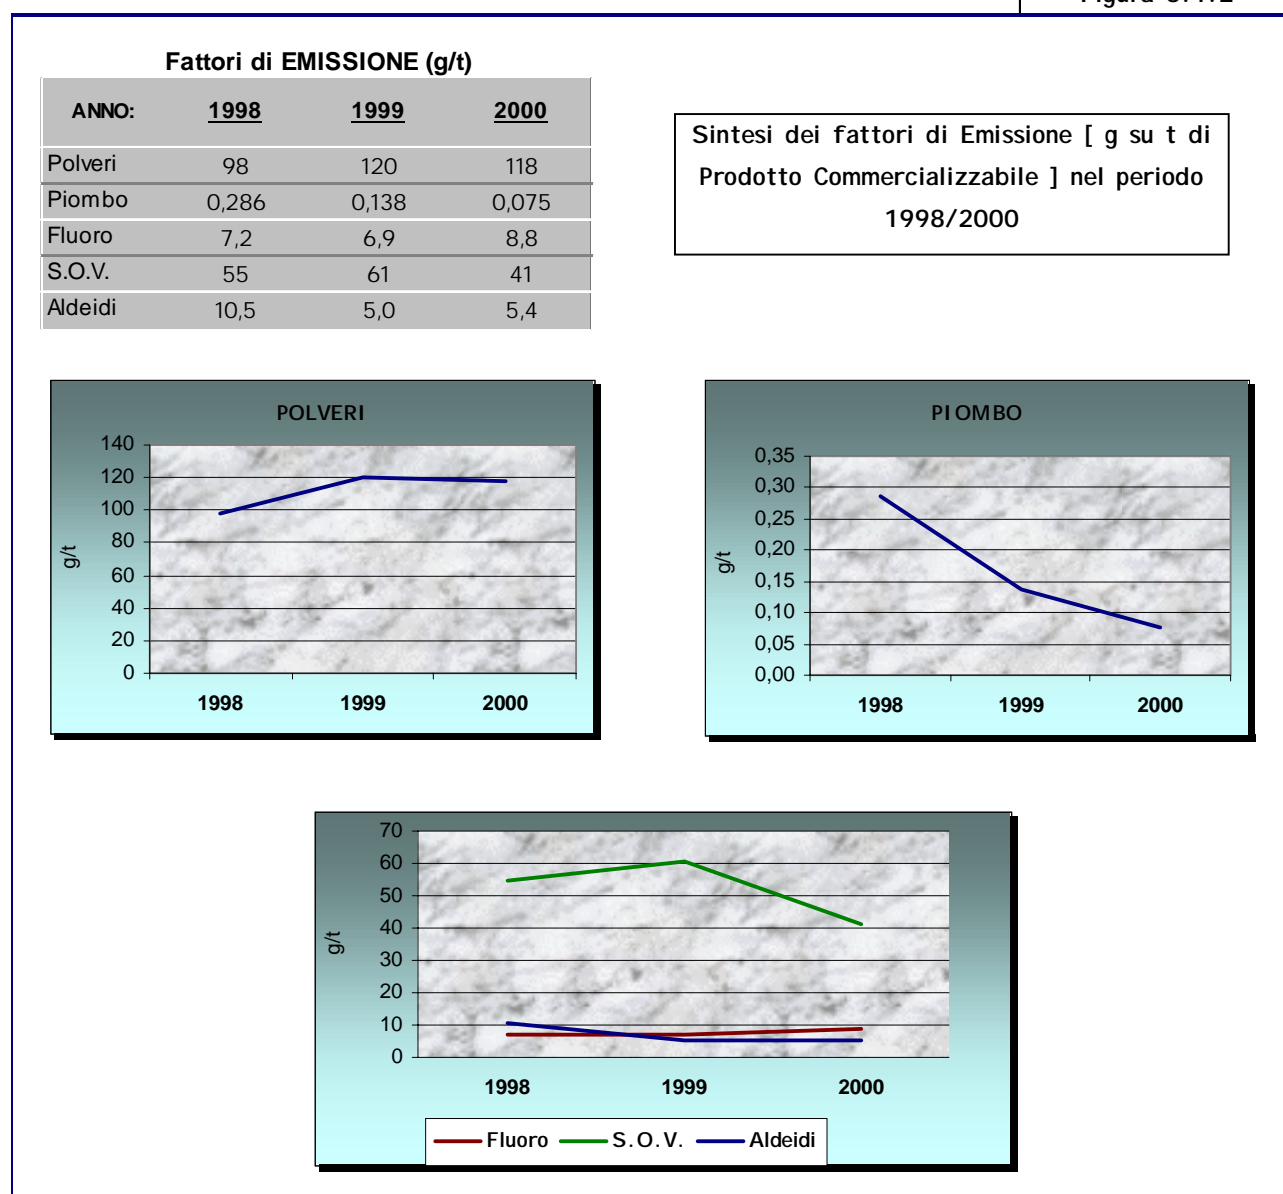 Fattori di EMISSIONE (g/t)
ANNO: 1998 1999 2000
Polveri 98 120 118
Piombo 0,286 0,138 0,075
Fluoro 7,2 6,9 8,8
S.O.V. 55 61 41
Aldeidi 10,5 5,0 5,4
Sintesi dei fattori di Emissione [ g su t di
Prodotto Commercializzabile ] nel periodo
1998/2000
POLVERI
140
120
100
80
60
40
20
0
g/t
1998 1999 2000
PIOMBO
0,35
0,30
0,25
0,20
0,15
0,10
0,05
0,00
g/t
1998 1999 2000
70
60
50
40
30
20
10
0
g/t
1998 1999 2000
Fluoro S.O.V. Aldeidi